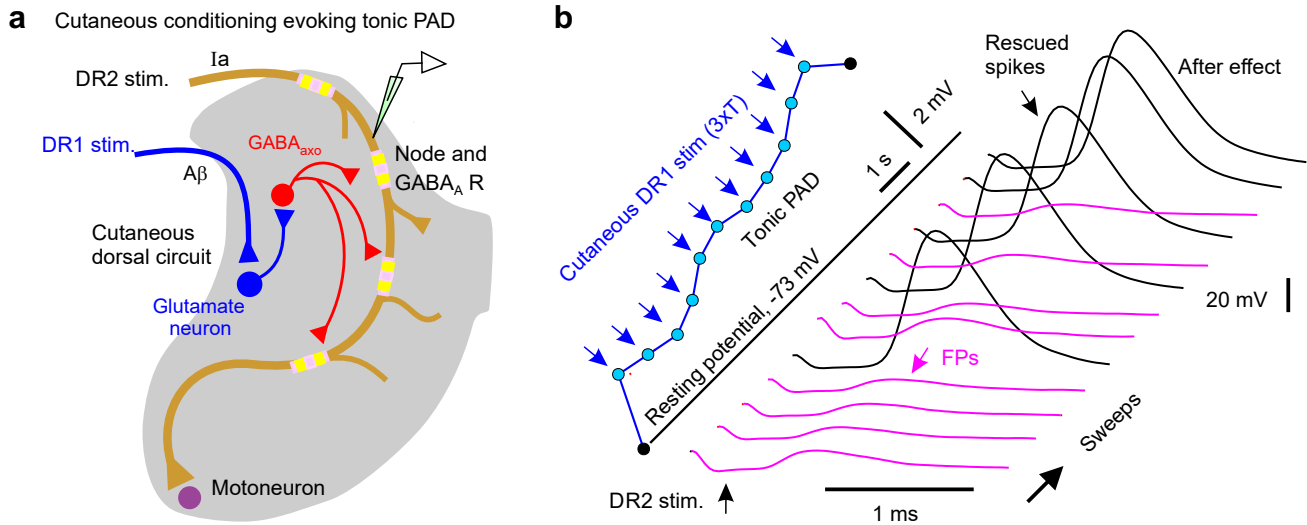 a
Cutaneous conditioning evoking tonic PAD
Ia
DR2 stim.
DR1 stim.
Aβ
GABAaxo
Node and
GABAA R
Cutaneous
dorsal circuit
Glutamate
neuron
Motoneuron
b
Cutaneous DR1 stim (3xT)
Tonic PAD
Resting potential, -73 mV
2 mV
1 s
Rescued
spikes
After effect
20 mV
FPs
Sweeps
DR2 stim.
1 ms